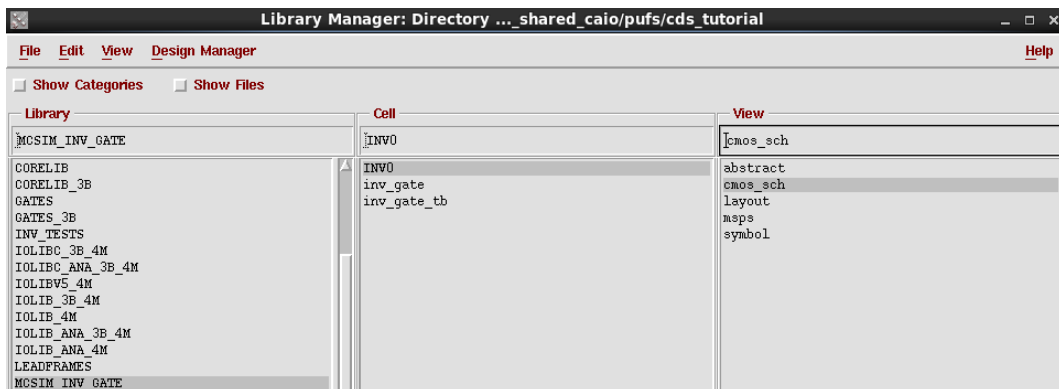 Library Manager: Directory ..._shared_caio/pufs/cds_tutorial
File Edit View Design Manager Help
Show Categories Show Files
Library
MCSIM_INV_GATE
CORELIB
CORELIB_3B
GATES
GATES_3B
INV_TESTS
IOLIBC_3B_4M
IOLIBC_ANA_3B_4M
IOLIBV5_4M
IOLIB_3B_4M
IOLIB_4M
IOLIB_ANA_3B_4M
IOLIB_ANA_4M
LEADFRAMES
MCSIM_INV_GATE
Cell
INV0
INV0
inv_gate
inv_gate_tb
View
cmos_sch
abstract
cmos_sch
layout
msps
symbol